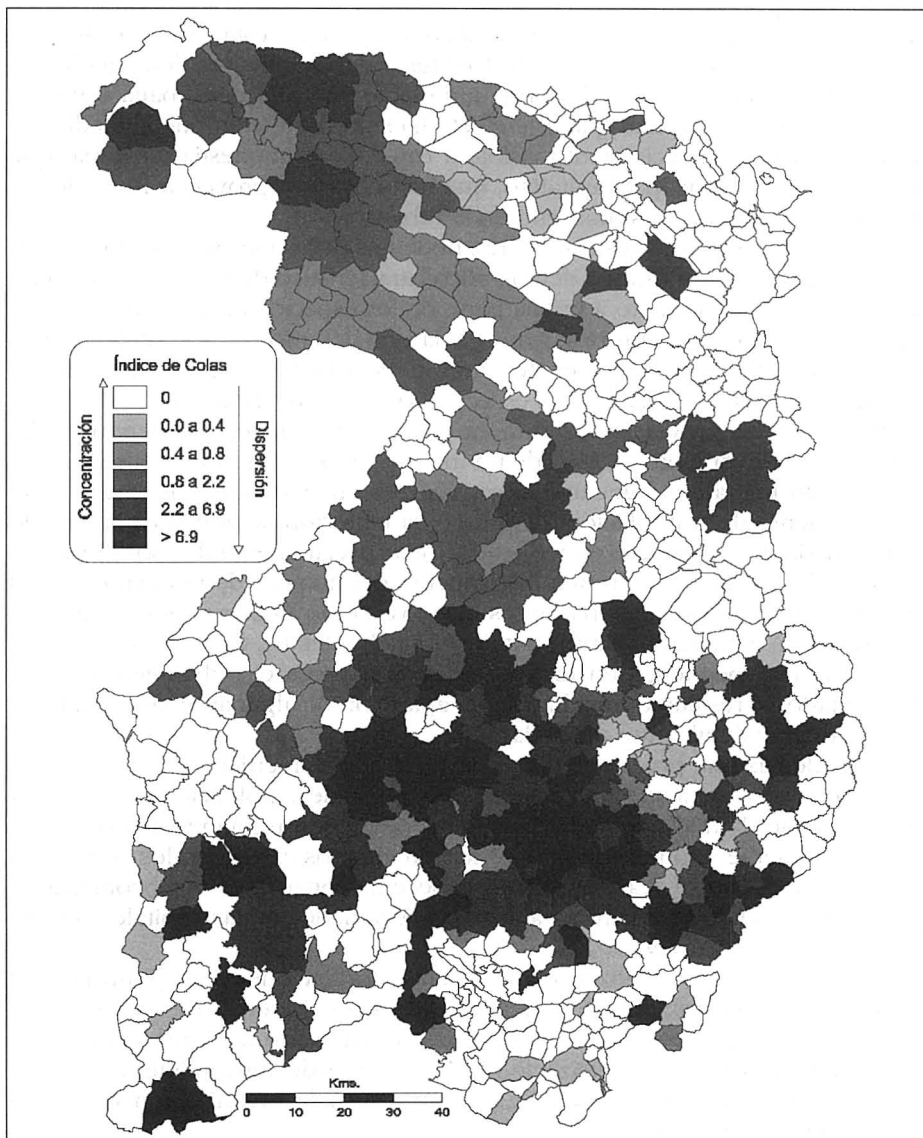 Índice de Colas
Concentración
Dispersión
0
0.0 a 0.4
0.4 a 0.8
0.8 a 2.2
2.2 a 6.9
> 6.9
Kms.
0 10 20 30 40